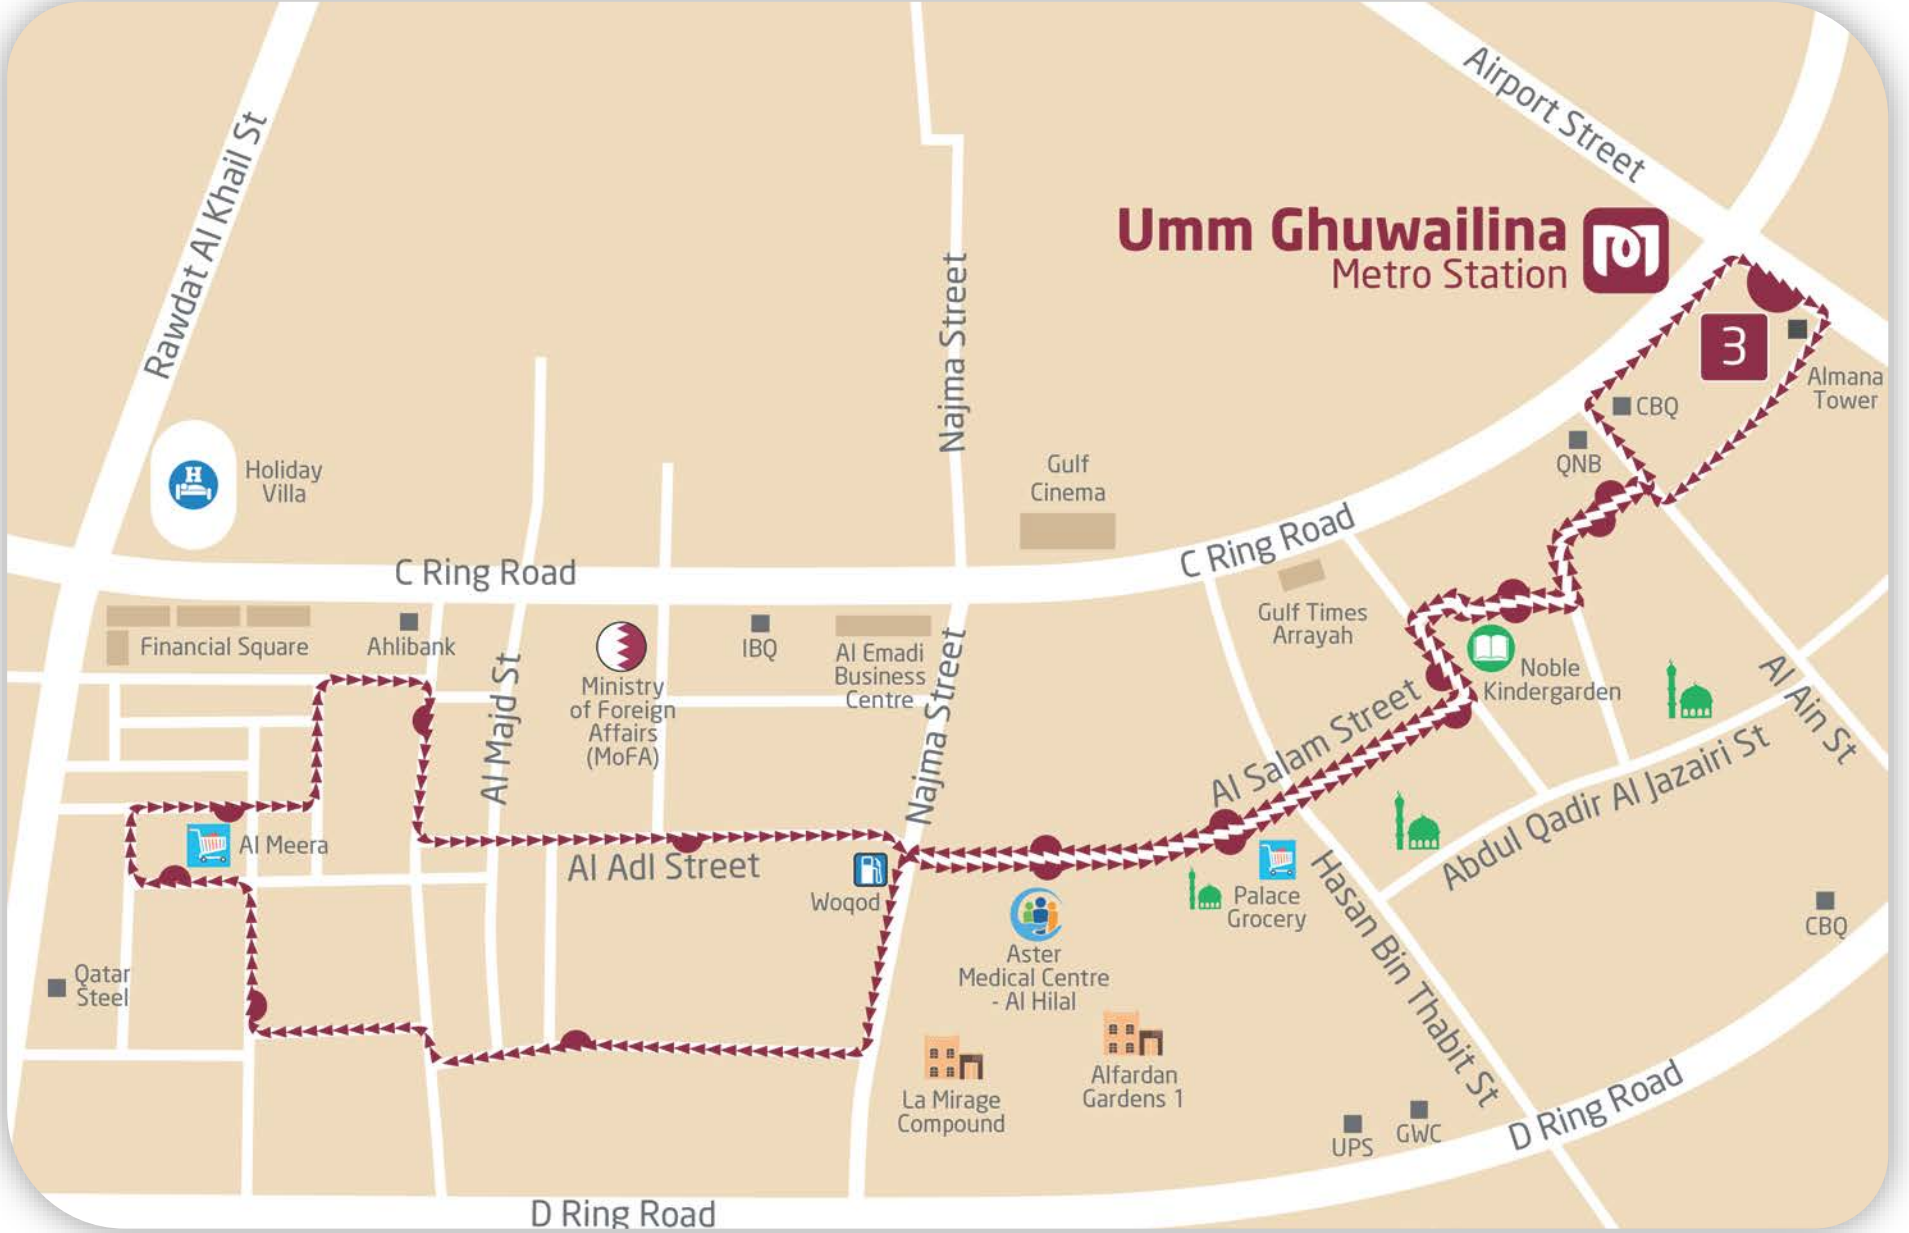 Airport Street
Rawdat Al Khail St
Umm Ghuwailina
Metro Station
3
Almana
Tower
CBQ
QNB
Najma Street
Holiday
Villa
H
Gulf
Cinema
C Ring Road
C Ring Road
Financial Square
Ahlibank
Al Majd St
Ministry
of Foreign
Affairs
(MoFA)
IBQ
Al Emadi
Business
Centre
Najma Street
Gulf Times
Arrayah
Noble
Kindergarden
Al Ain St
Al Salam Street
Abdul Qadir Al Jazairi St
Al Meera
Al Adl Street
Woqod
Palace
Grocery
Hasan Bin Thabit St
CBQ
Aster
Medical Centre
- Al Hilal
Qatar
Steel
La Mirage
Compound
Alfardan
Gardens 1
UPS
GWC
D Ring Road
D Ring Road